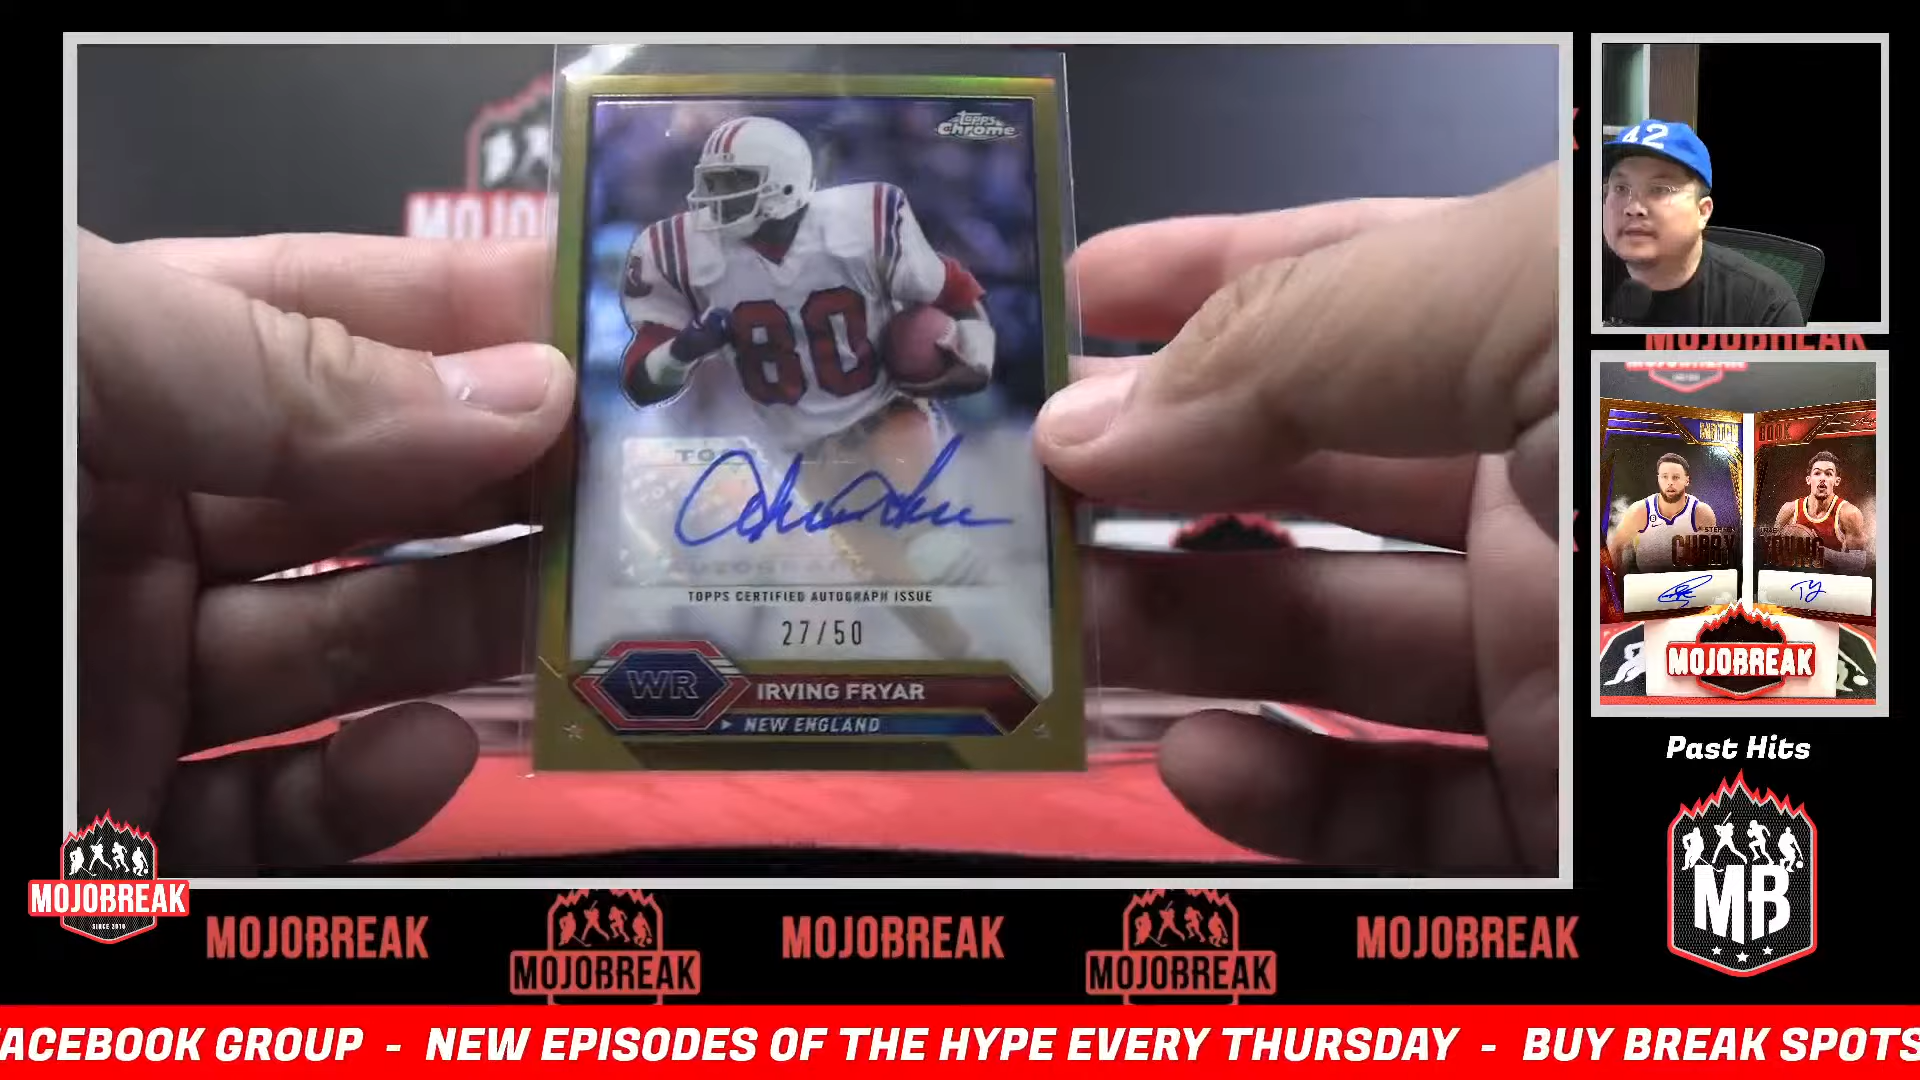 Topps
Chrome
80
TOPPS CERTIFIED AUTOGRAPH ISSUE
27/50
WR
IRVING FRYAR
NEW ENGLAND
42
CURRY
YOUNG
MOJOBREAK
Past Hits
MB
MOJOBREAK
SINCE 2010
MOJOBREAK
MOJOBREAK
MOJOBREAK
MOJOBREAK
MOJOBREAK
ACEBOOK GROUP - NEW EPISODES OF THE HYPE EVERY THURSDAY - BUY BREAK SPOTS